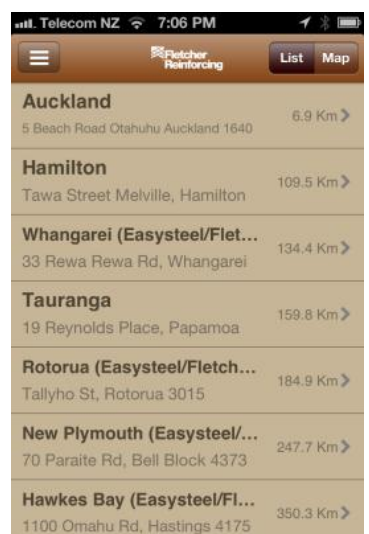 Telecom NZ 7:06 PM
Fletcher
Reinforcing
List Map
Auckland
5 Beach Road Otahuhu Auckland 1640
6.9 Km
Hamilton
Tawa Street Melville, Hamilton
109.5 Km
Whangarei (Easysteel/Flet...
33 Rewa Rewa Rd, Whangarei
134.4 Km
Tauranga
19 Reynolds Place, Papamoa
159.8 Km
Rotorua (Easysteel/Fletch...
Tallyho St, Rotorua 3015
184.9 Km
New Plymouth (Easysteel/...
70 Paraite Rd, Bell Block 4373
247.7 Km
Hawkes Bay (Easysteel/Fl...
1100 Omahu Rd, Hastings 4175
350.3 Km